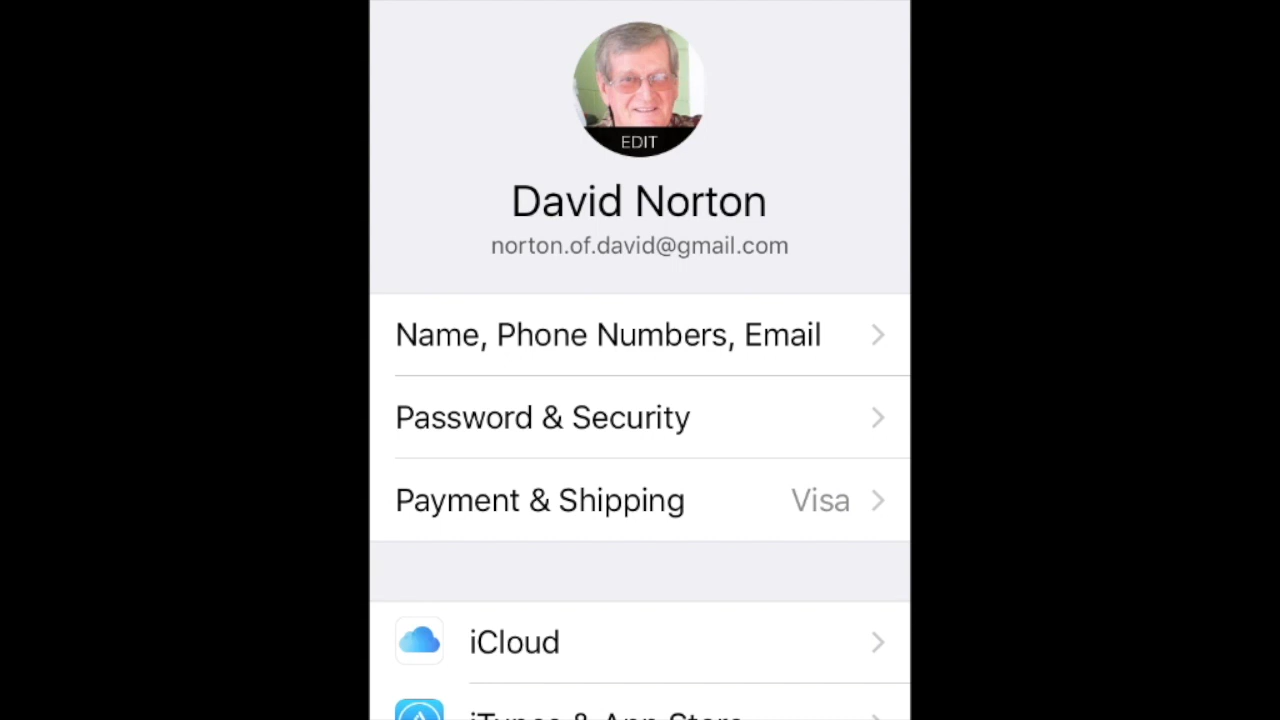 EDIT
David Norton
norton.of.david@gmail.com
Name, Phone Numbers, Email
Password & Security
Payment & Shipping Visa
iCloud
iTunes & App Store